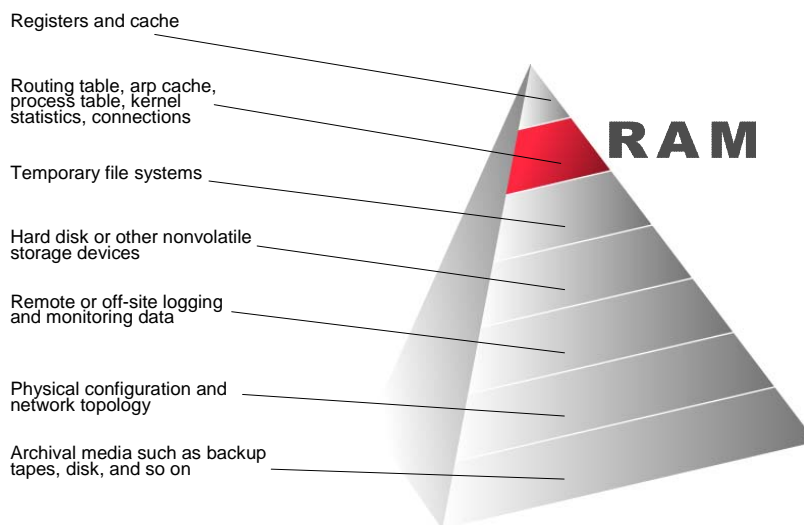 Registers and cache
Routing table, arp cache,
process table, kernel
statistics, connections
RAM
Temporary file systems
Hard disk or other nonvolatile
storage devices
Remote or off-site logging
and monitoring data
Physical configuration and
network topology
Archival media such as backup
tapes, disk, and so on